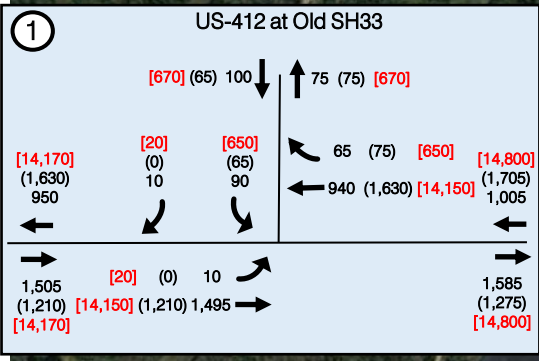 1
US-412 at Old SH33
[670] (65) 100
75 (75) [670]
[20]
(0)
10
[650]
(65)
90
65 (75) [650]
940 (1,630) [14,150]
[14,170]
(1,630)
950
[14,800]
(1,705)
1,005
1,505
(1,210)
[14,170]
[20] (0) 10
[14,150] (1,210) 1,495
1,585
(1,275)
[14,800]